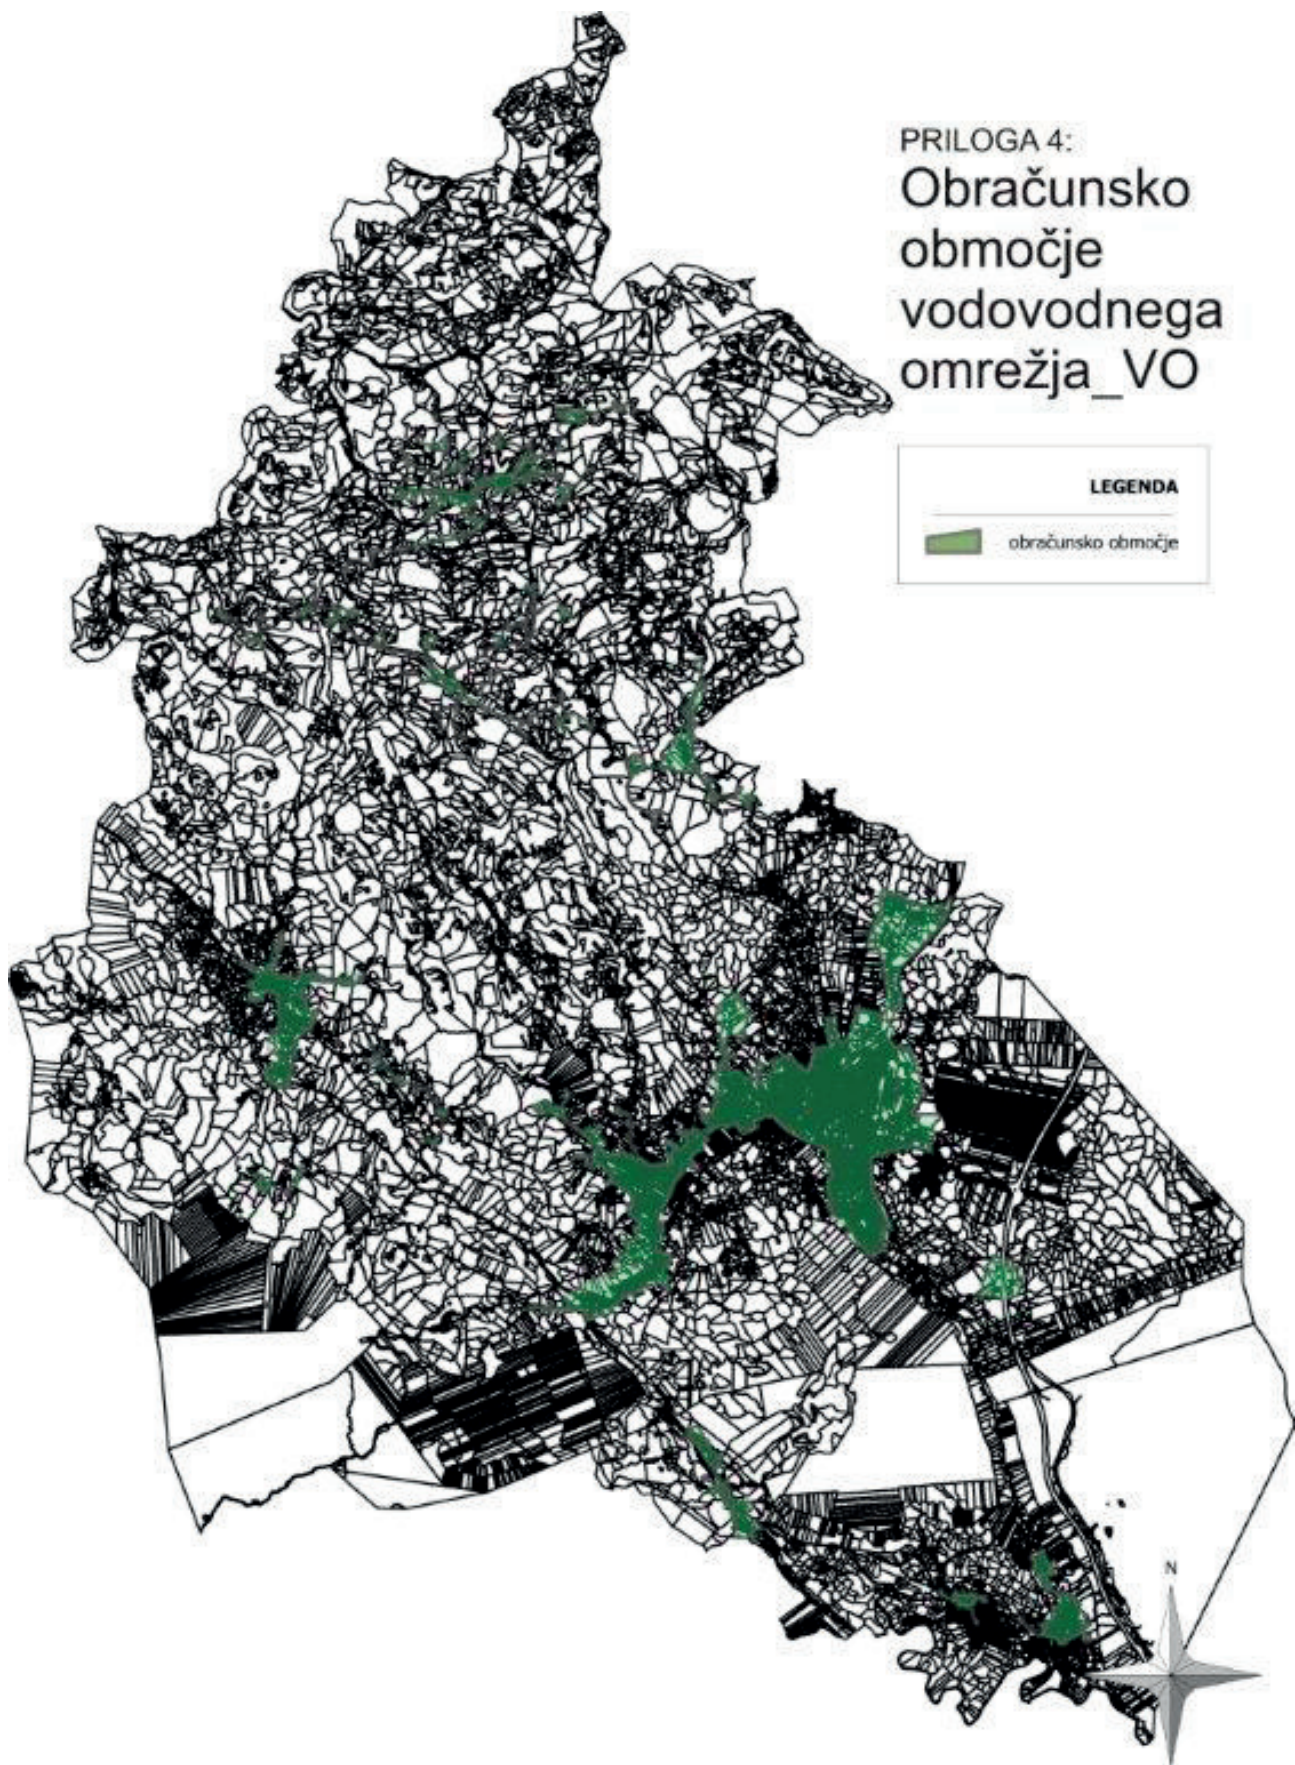 PRILOGA 4:
Obračunsko
območje
vodovodnega
omrežja_VO
LEGENDA
obračunsko območje
N